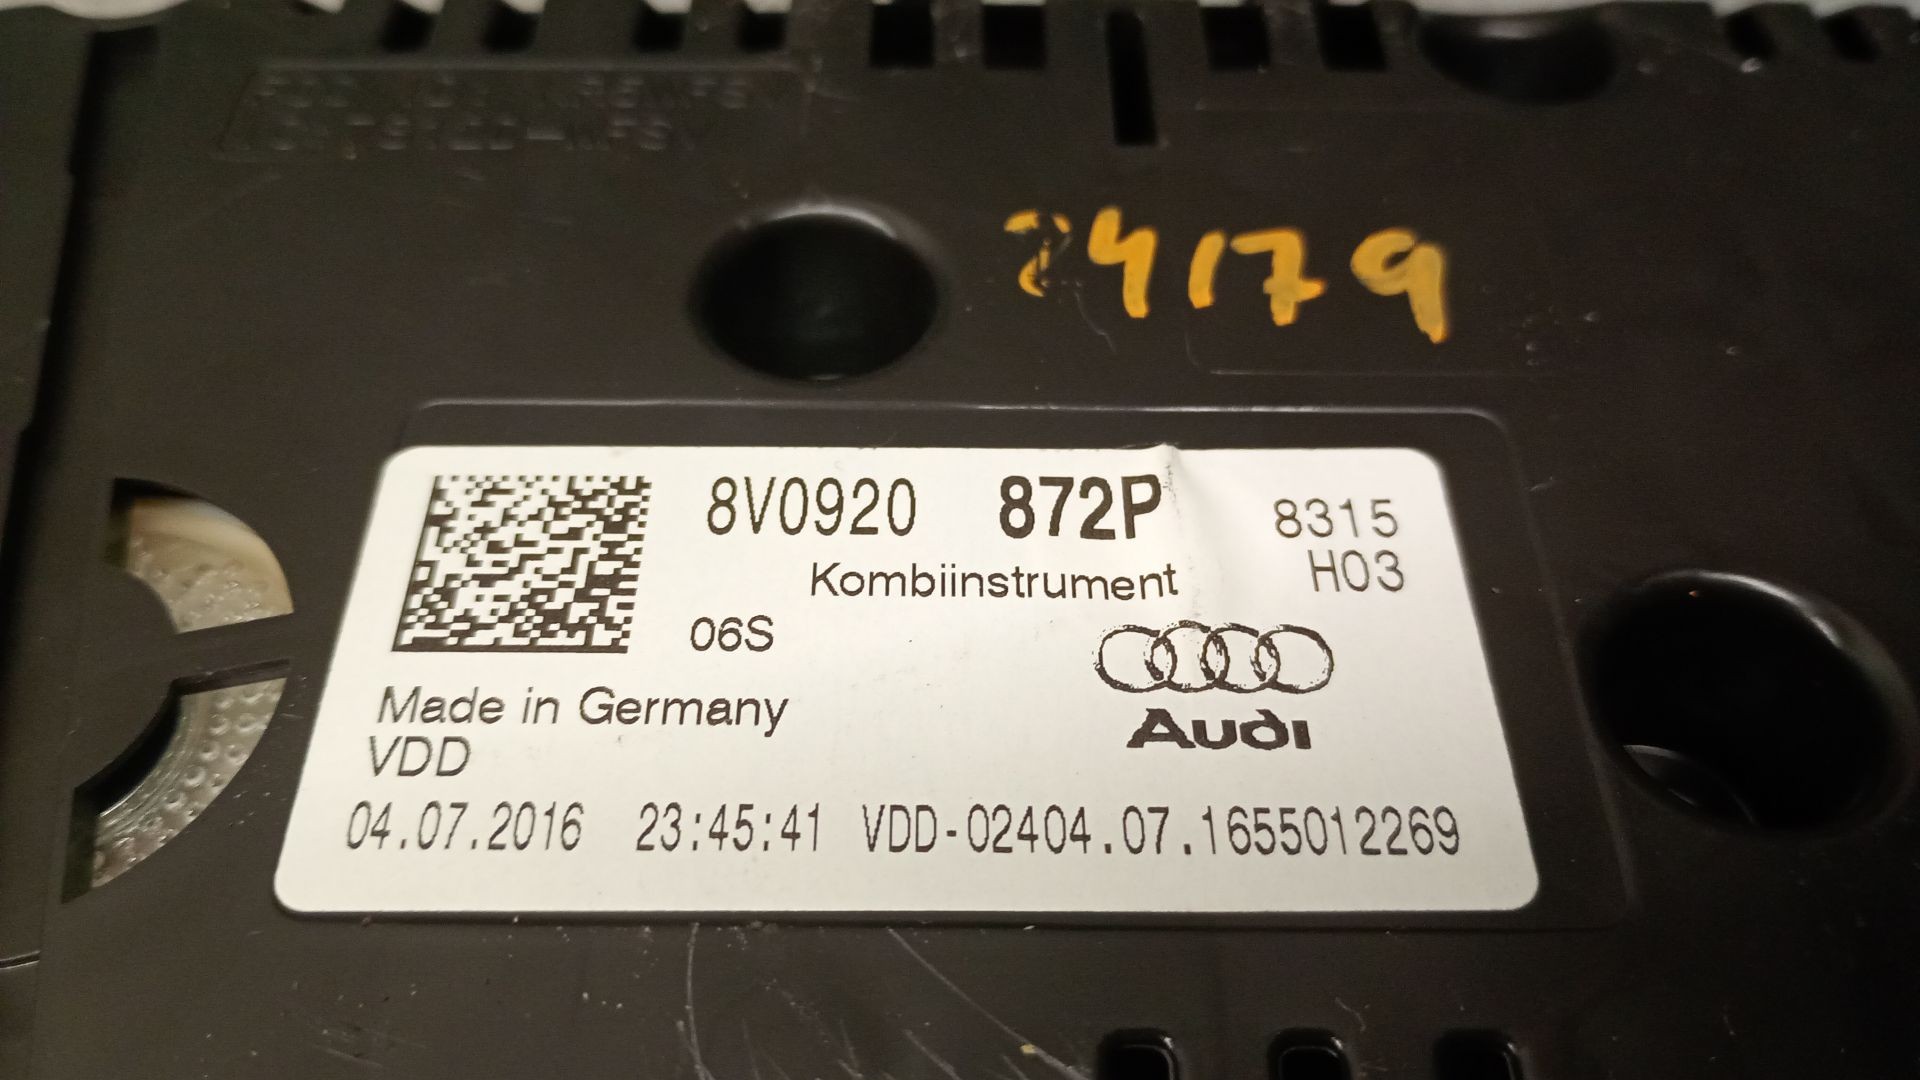 24179
8V0920 872P 8315
Kombiinstrument H03
06S
Made in Germany
VDD
Audi
04.07.2016 23:45:41 VDD-02404.07.1655012269